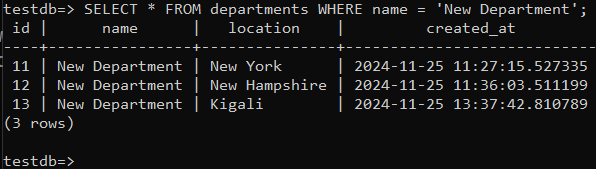 testdb=> SELECT * FROM departments WHERE name = 'New Department';
 id |      name      |   location    |         created_at
----+----------------+---------------+----------------------------
 11 | New Department | New York      | 2024-11-25 11:27:15.527335
 12 | New Department | New Hampshire | 2024-11-25 11:36:03.511199
 13 | New Department | Kigali        | 2024-11-25 13:37:42.810789
(3 rows)
testdb=>